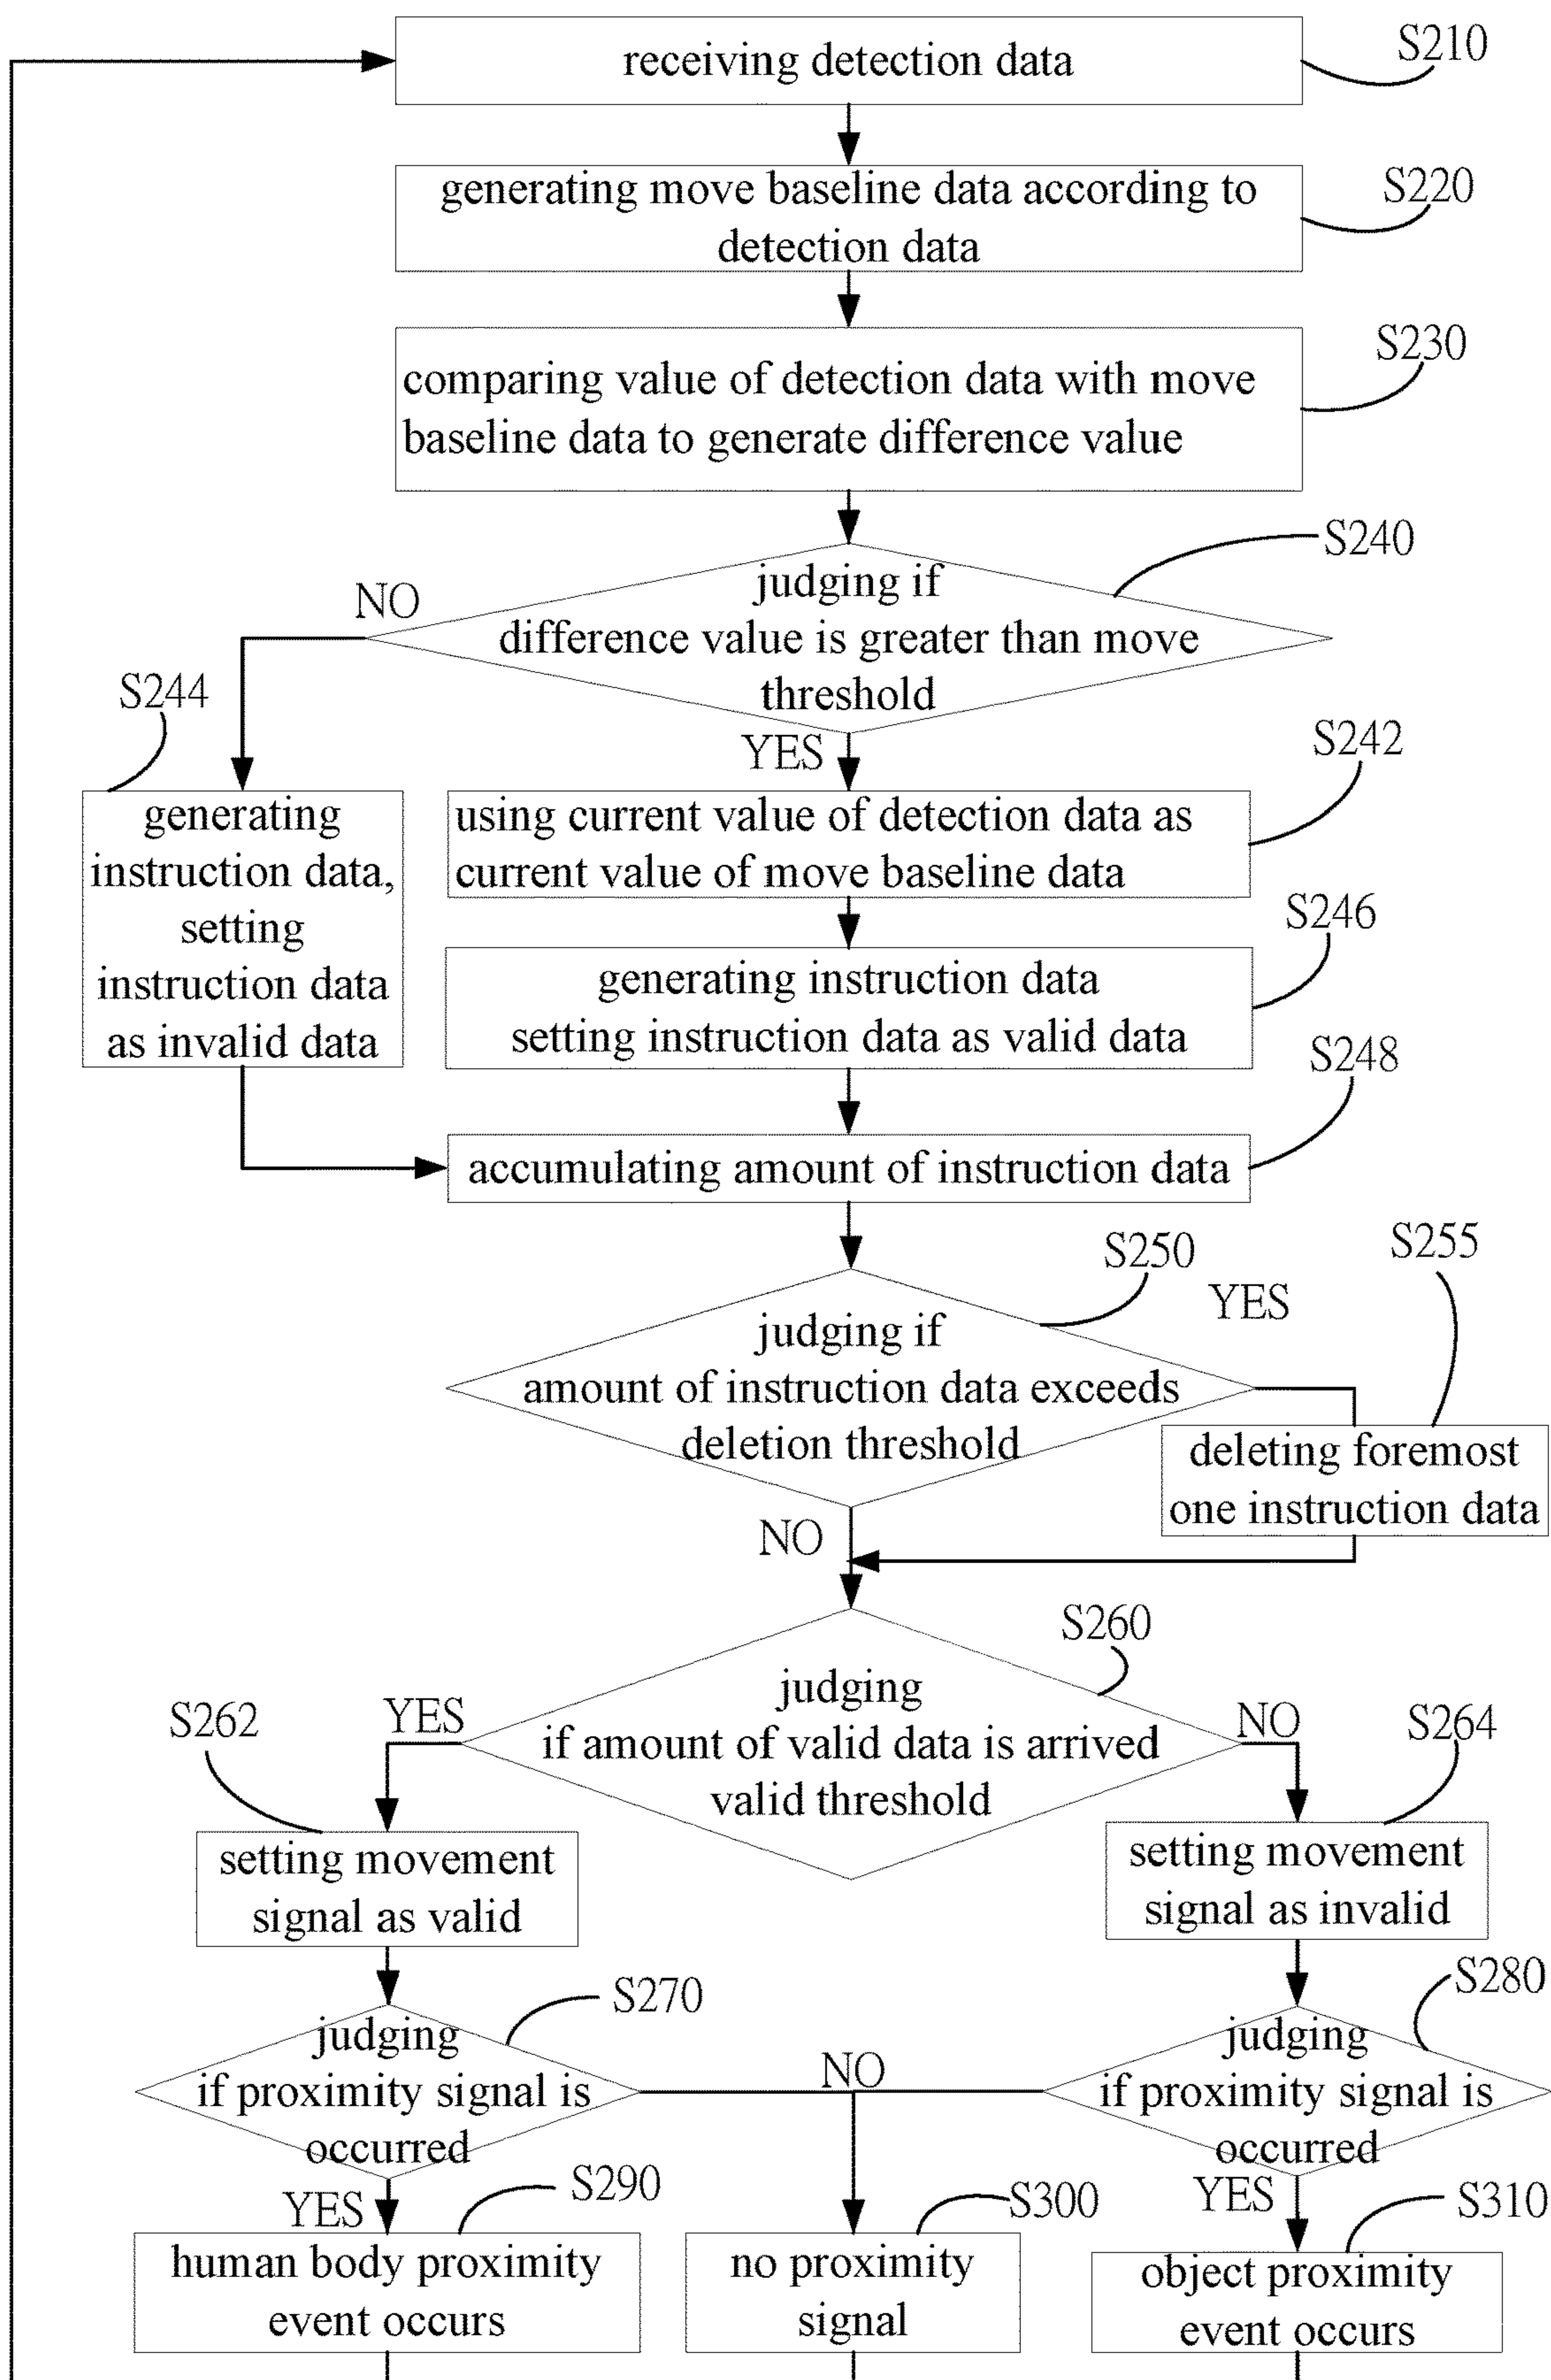 receiving detection data
S210
generating move baseline data according to
detection data
S220
comparing value of detection data with move
baseline data to generate difference value
S230
judging if
difference value is greater than move
threshold
S240
NO
YES
S244
generating
instruction data,
setting
instruction data
as invalid data
using current value of detection data as
current value of move baseline data
S242
generating instruction data
setting instruction data as valid data
S246
accumulating amount of instruction data
S248
judging if
amount of instruction data exceeds
deletion threshold
S250
YES
S255
deleting foremost
one instruction data
NO
judging
if amount of valid data is arrived
valid threshold
S260
YES
NO
S262
setting movement
signal as valid
S264
setting movement
signal as invalid
judging
if proximity signal is
occurred
S270
NO
judging
if proximity signal is
occurred
S280
YES
S290
human body proximity
event occurs
S300
no proximity
signal
YES
S310
object proximity
event occurs